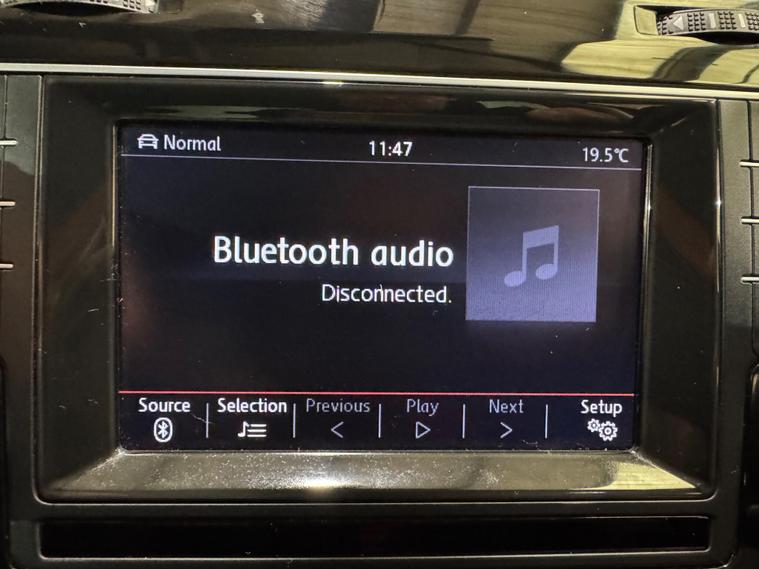 Normal 11:47 19.5°C
Bluetooth audio
Disconnected.
Source Selection Previous Play Next Setup